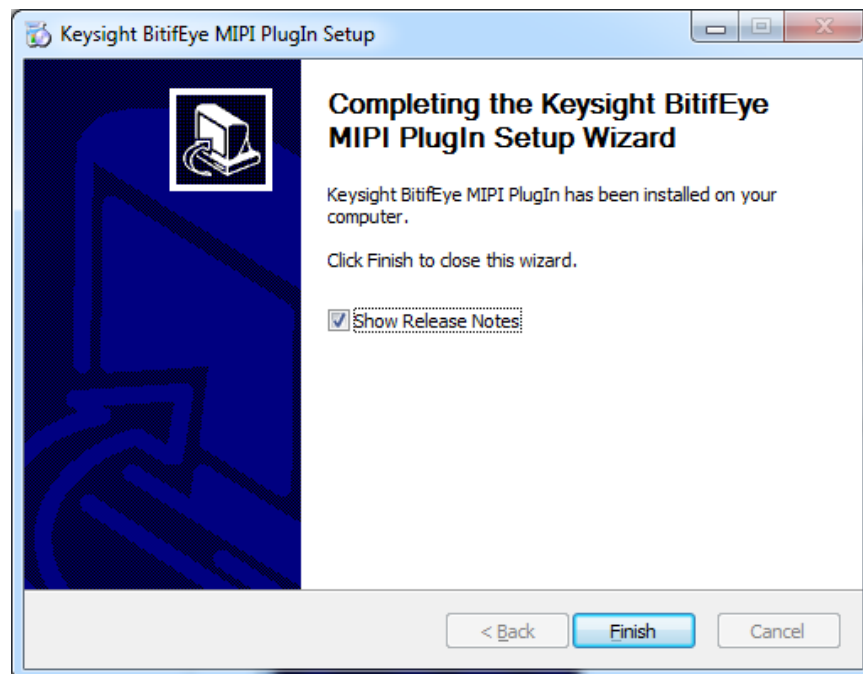 Keysight BitifEye MIPI PlugIn Setup
Completing the Keysight BitifEye
MIPI PlugIn Setup Wizard
Keysight BitifEye MIPI PlugIn has been installed on your
computer.
Click Finish to close this wizard.
Show Release Notes
< Back
Finish
Cancel